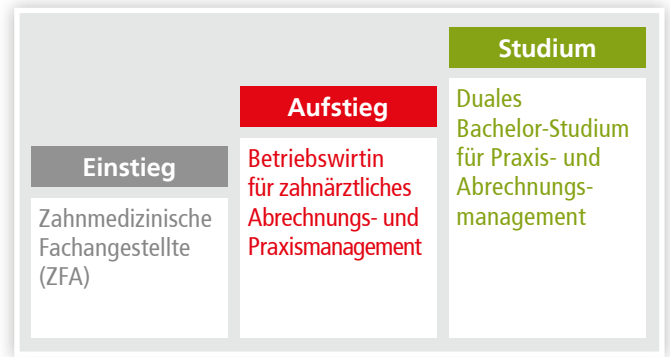 Einstieg
Zahnmedizinische
Fachangestellte
(ZFA)
Aufstieg
Betriebswirtin
für zahnärztliches
Abrechnungs- und
Praxismanagement
Studium
Duales
Bachelor-Studium
für Praxis- und
Abrechnungs-
management